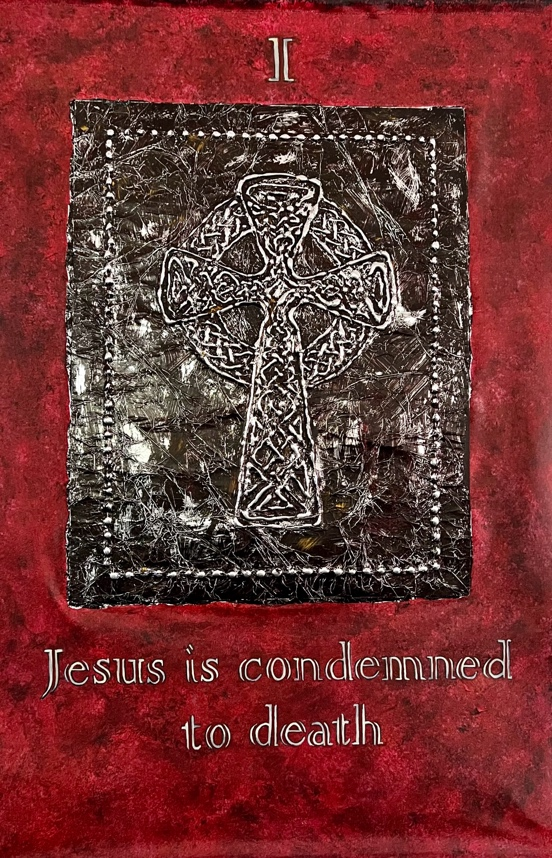 I
Jesus is condemned
to death